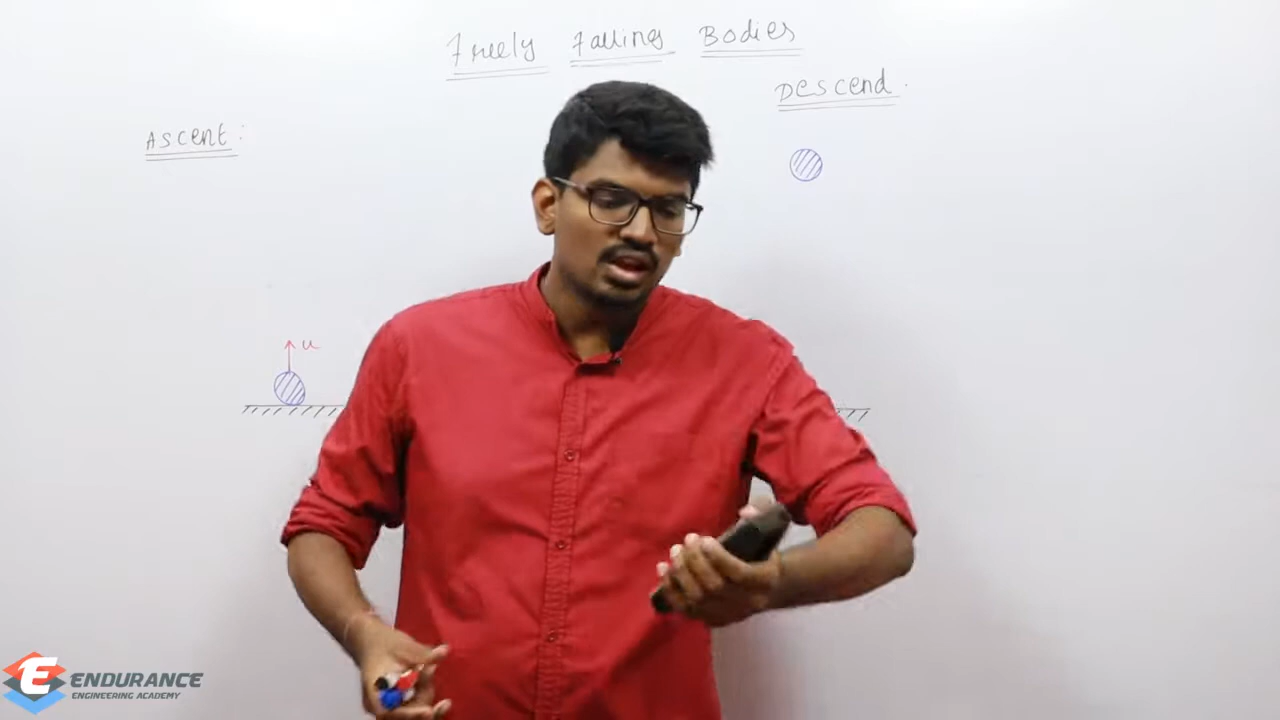 Freely Falling Bodies
Descend.
Ascent:
u
E ENDURANCE
ENGINEERING ACADEMY